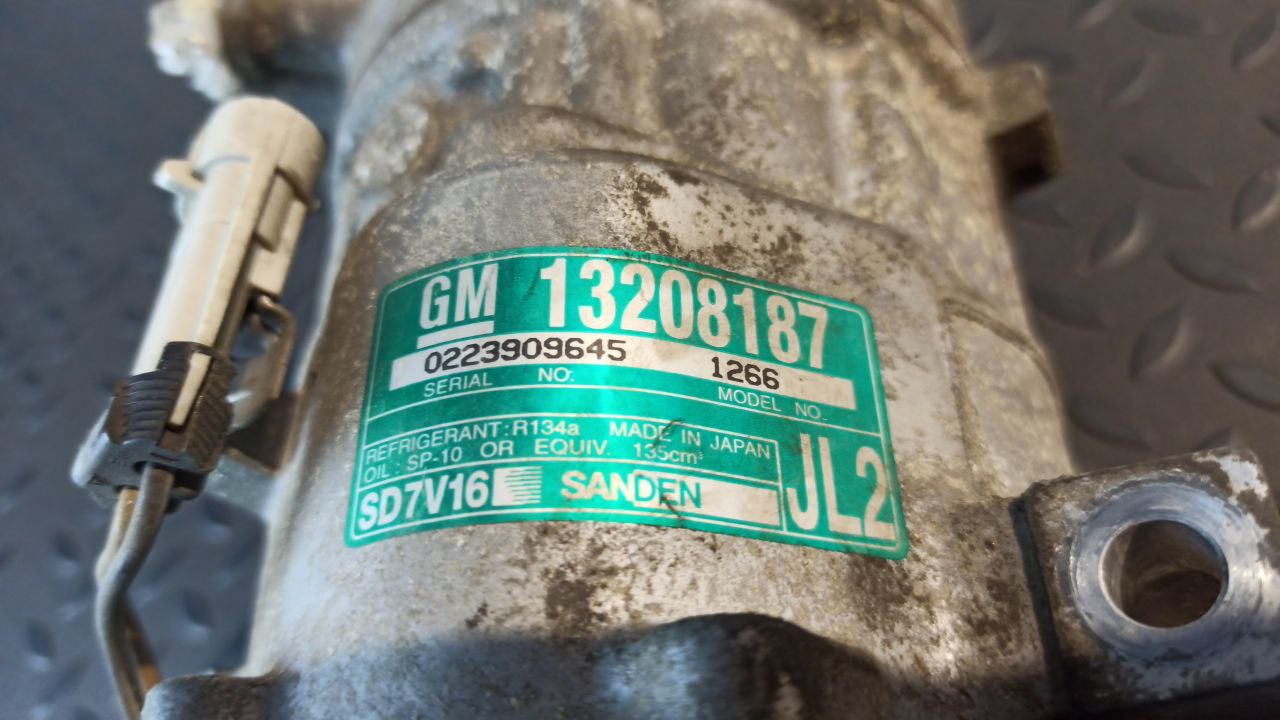 GM 13208187
0223909645 1266
SERIAL NO. MODEL NO.
REFRIGERANT:R134a MADE IN JAPAN
OIL : SP-10 OR EQUIV. 135cm³
SD7V16 SANDEN
JL2